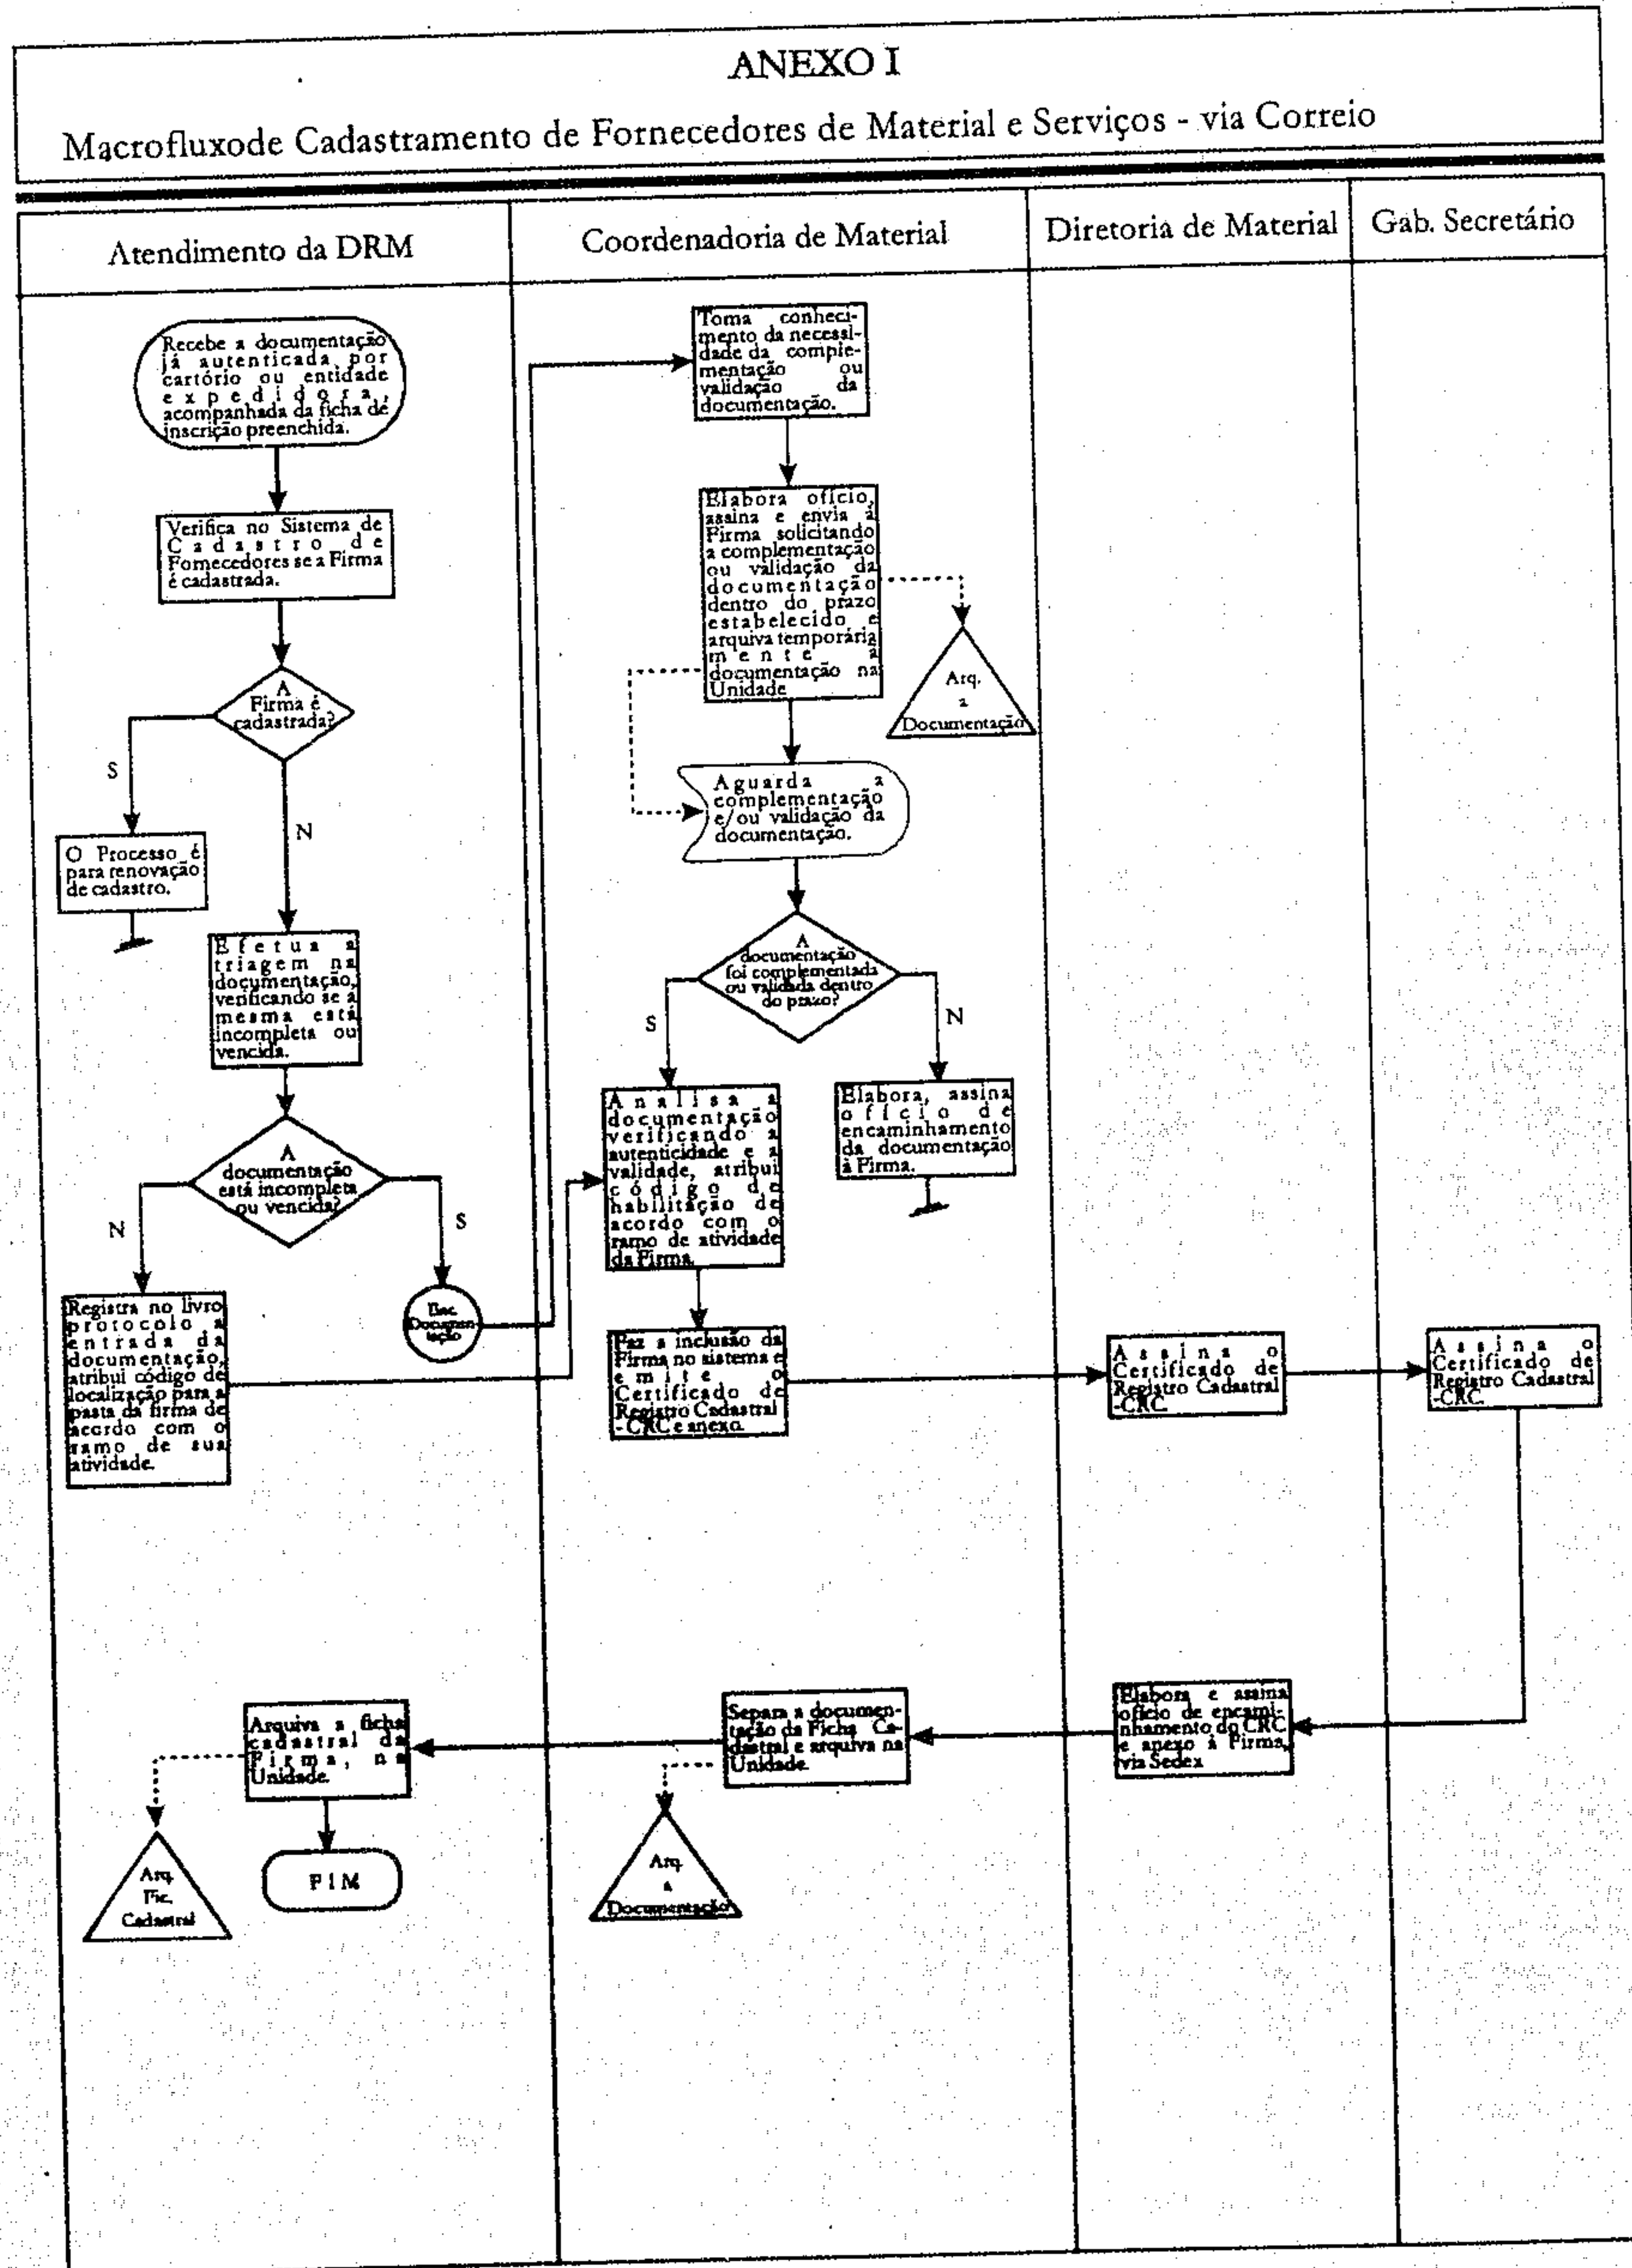 ANEXO I
Macrofluxode Cadastramento de Fornecedores de Material e Serviços - via Correio
Atendimento da DRM
Coordenadoria de Material
Diretoria de Material
Gab. Secretário
Recebe a documentação
já autenticada por
cartório ou entidade
expedidora,
acompanhada da ficha de
inscrição preenchida.
Verifica no Sistema de
Cadastro de
Fornecedores se a Firma
é cadastrada.
A
Firma é
cadastrada?
S
N
O Processo é
para renovação
de cadastro.
Efetua a
triagem na
documentação,
verificando se a
mesma está
incompleta ou
vencida.
A
documentação
está incompleta
ou vencida?
N
S
Registra no livro
protocolo a
entrada da
documentação,
atribui código de
localização para a
pasta da firma de
acordo com o
ramo de sua
atividade.
Documen-
tação
Toma conheci-
mento da necessi-
dade da comple-
mentação ou
validação da
documentação.
Elabora ofício,
assina e envia à
Firma solicitando
a complementação
ou validação da
documentação
dentro do prazo
estabelecido e
arquiva temporária
mente a
documentação na
Unidade
Arq.
a
Documentação
Aguarda a
complementação
e/ou validação da
documentação.
A
documentação
foi complementada
ou validada dentro
do prazo?
S
N
Analisa a
documentação
verificando a
autenticidade e a
validade, atribui
código de
habilitação de
acordo com o
ramo de atividade
da Firma.
Elabora, assina
ofício de
encaminhamento
da documentação
à Firma.
Faz a inclusão da
Firma no sistema e
emite o
Certificado de
Registro Cadastral
- CRC e anexo.
Assina o
Certificado de
Registro Cadastral
-CRC.
Assina o
Certificado de
Registro Cadastral
-CRC.
Elabora e assina
ofício de encami-
nhamento do CRC
e anexo à Firma,
via Sedex
Separa a documen-
tação da Ficha Ca-
dastral e arquiva na
Unidade.
Arq.
a
Documentação
Arquiva a ficha
cadastral da
Firma, na
Unidade.
Arq.
Fic.
Cadastral
FIM